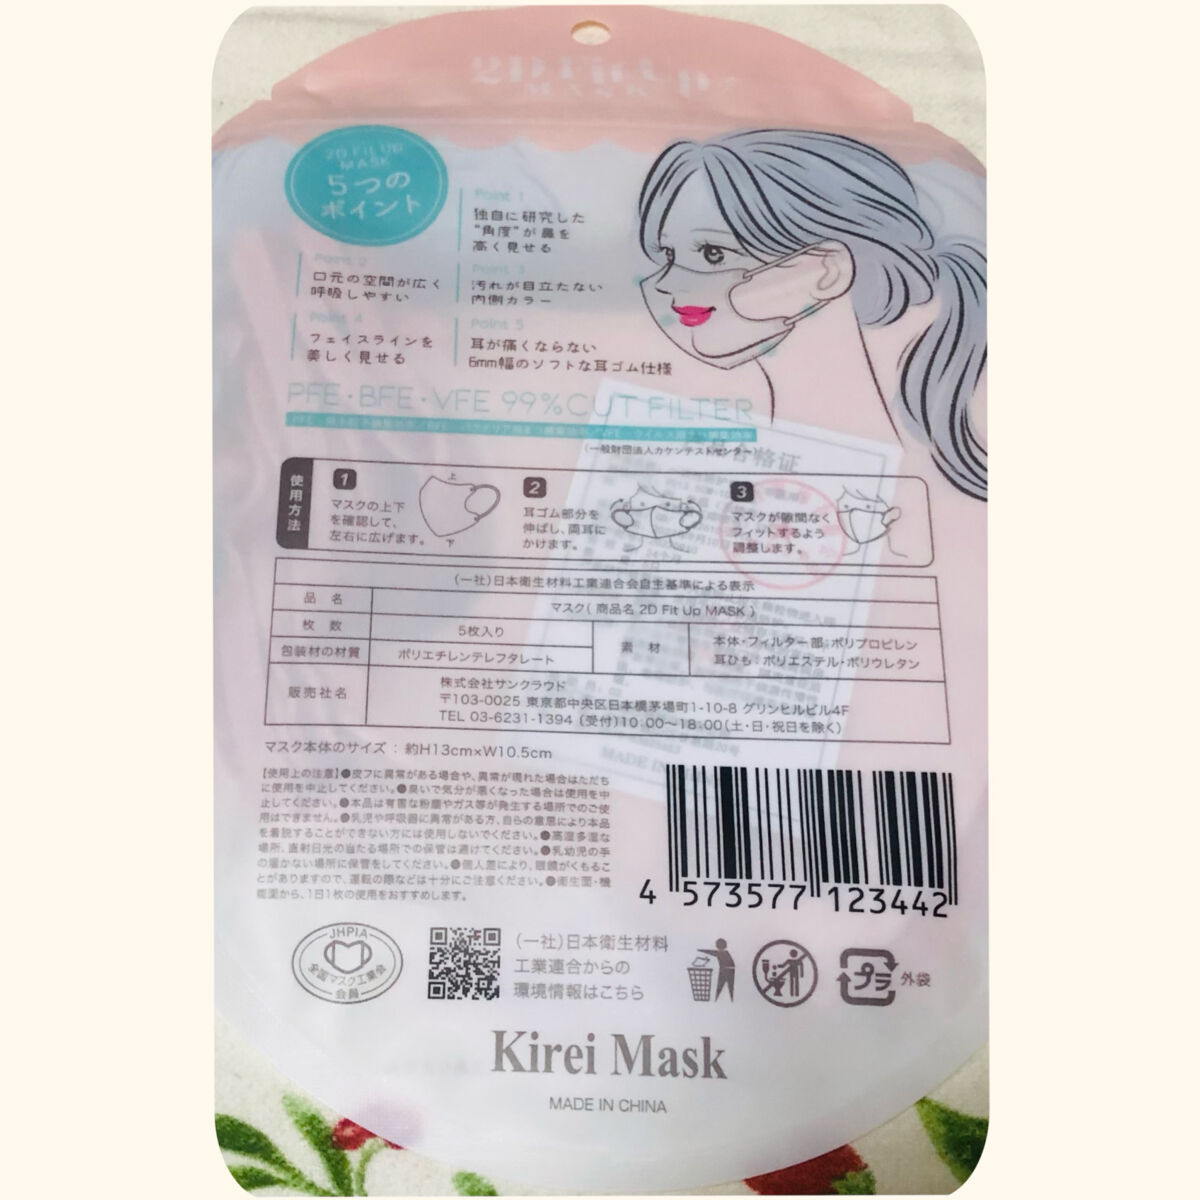 2D Fit Up
MASK
2D Fit Up
MASK
5つの
ポイント
Point 1
独自に研究した
"角度"が鼻を
高く見せる
Point 2
口元の空間が広く
呼吸しやすい
Point 3
汚れが目立たない
内側カラー
Point 4
フェイスラインを
美しく見せる
Point 5
耳が痛くならない
6mm幅のソフトな耳ゴム仕様
PFE・BFE・VFE 99%CUT FILTER
(一般財団法人カケンテストセンター)
合格证
使用方法
1
マスクの上下
を確認して、
左右に広げます。
上
下
2
耳ゴム部分を
伸ばし、両耳に
かけます。
3
マスクが隙間なく
フィットするよう
調整します。
(一社)日本衛生材料工業連合会自主基準による表示
品 名
マスク( 商品名 2D Fit Up MASK )
枚 数
5枚入り
素 材
本体・フィルター部:ポリプロピレン
耳ひも:ポリエステル・ポリウレタン
包装材の材質
ポリエチレンテレフタレート
販売社名
株式会社サンクラウド
〒103-0025 東京都中央区日本橋茅場町1-10-8 グリンヒルビル4F
TEL 03-6231-1394 (受付)10:00〜18:00(土・日・祝日を除く)
マスク本体のサイズ : 約H13cm×W10.5cm
【使用上の注意】●皮フに異常がある場合や、異常が現れた場合はただち
に使用を中止してください。●臭いで気分が悪くなった場合は使用を中
止してください。●本品は有害な粉塵やガス等が発生する場所でのご使
用はできません。●乳児や呼吸器に異常がある方、自らの意思により本品
を着脱することができない方には使用しないでください。●高湿多湿な
場所、直射日光の当たる場所での保管は避けてください。●乳幼児の手
の届かない場所に保管をしてください。●個人差により、眼鏡がくもるこ
とがありますので、運転の際などは十分にご注意ください。●衛生面・機
能面から、1日1枚の使用をおすすめします。
4 573577 123442
JHPIA
全国マスク工業会
会員
(一社)日本衛生材料
工業連合からの
環境情報はこちら
プラ
外袋
Kirei Mask
MADE IN CHINA